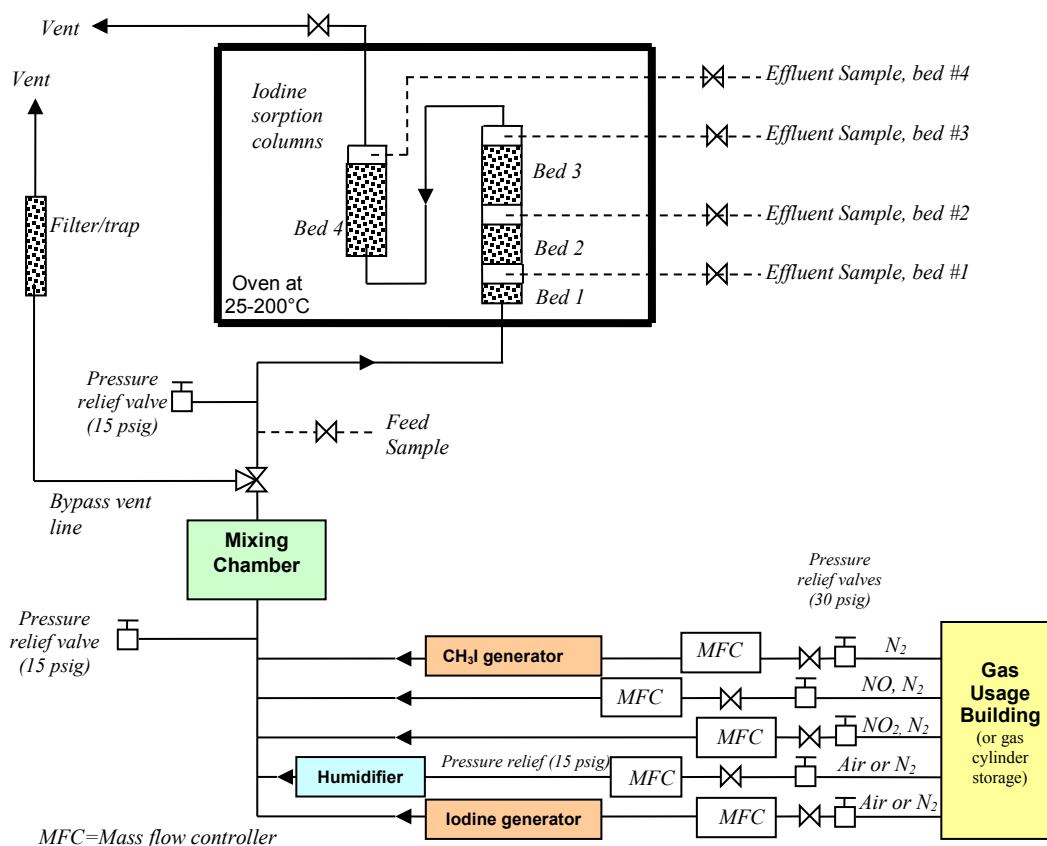 Vent
Vent
Iodine
sorption
columns
Effluent Sample, bed #4
Effluent Sample, bed #3
Bed 3
Filter/trap
Bed 4
Effluent Sample, bed #2
Bed 2
Effluent Sample, bed #1
Oven at
25-200°C
Bed 1
Pressure
relief valve
(15 psig)
Feed
Sample
Bypass vent
line
Mixing
Chamber
Pressure
relief valves
(30 psig)
Pressure
relief valve
(15 psig)
CH₃I generator
MFC
N₂
MFC
NO, N₂
MFC
NO₂, N₂
Humidifier
Pressure relief (15 psig)
MFC
Air or N₂
Iodine generator
MFC
Air or N₂
Gas
Usage
Building
(or gas
cylinder
storage)
MFC=Mass flow controller